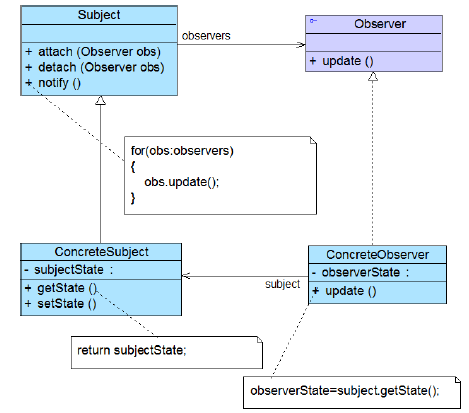 Subject
+ attach (Observer obs)
+ detach (Observer obs)
+ notify ()
observers
Observer
+ update ()
for(obs:observers)
{
obs.update();
}
ConcreteSubject
- subjectState :
+ getState ()
+ setState ()
subject
ConcreteObserver
- observerState :
+ update ()
return subjectState;
observerState=subject.getState();